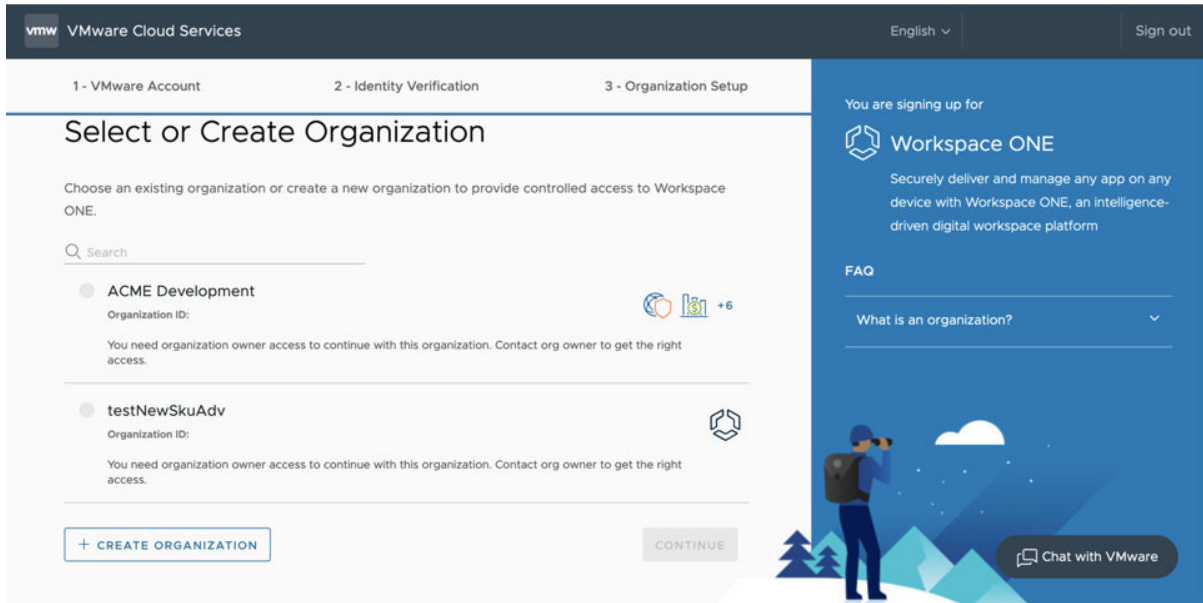 vmw VMware Cloud Services
English
Sign out
1 - VMware Account
2 - Identity Verification
3 - Organization Setup
Select or Create Organization
Choose an existing organization or create a new organization to provide controlled access to Workspace
ONE.
Search
ACME Development
Organization ID:
+6
You need organization owner access to continue with this organization. Contact org owner to get the right
access.
testNewSkuAdv
Organization ID:
You need organization owner access to continue with this organization. Contact org owner to get the right
access.
+ CREATE ORGANIZATION
CONTINUE
You are signing up for
Workspace ONE
Securely deliver and manage any app on any
device with Workspace ONE, an intelligence-
driven digital workspace platform
FAQ
What is an organization?
Chat with VMware